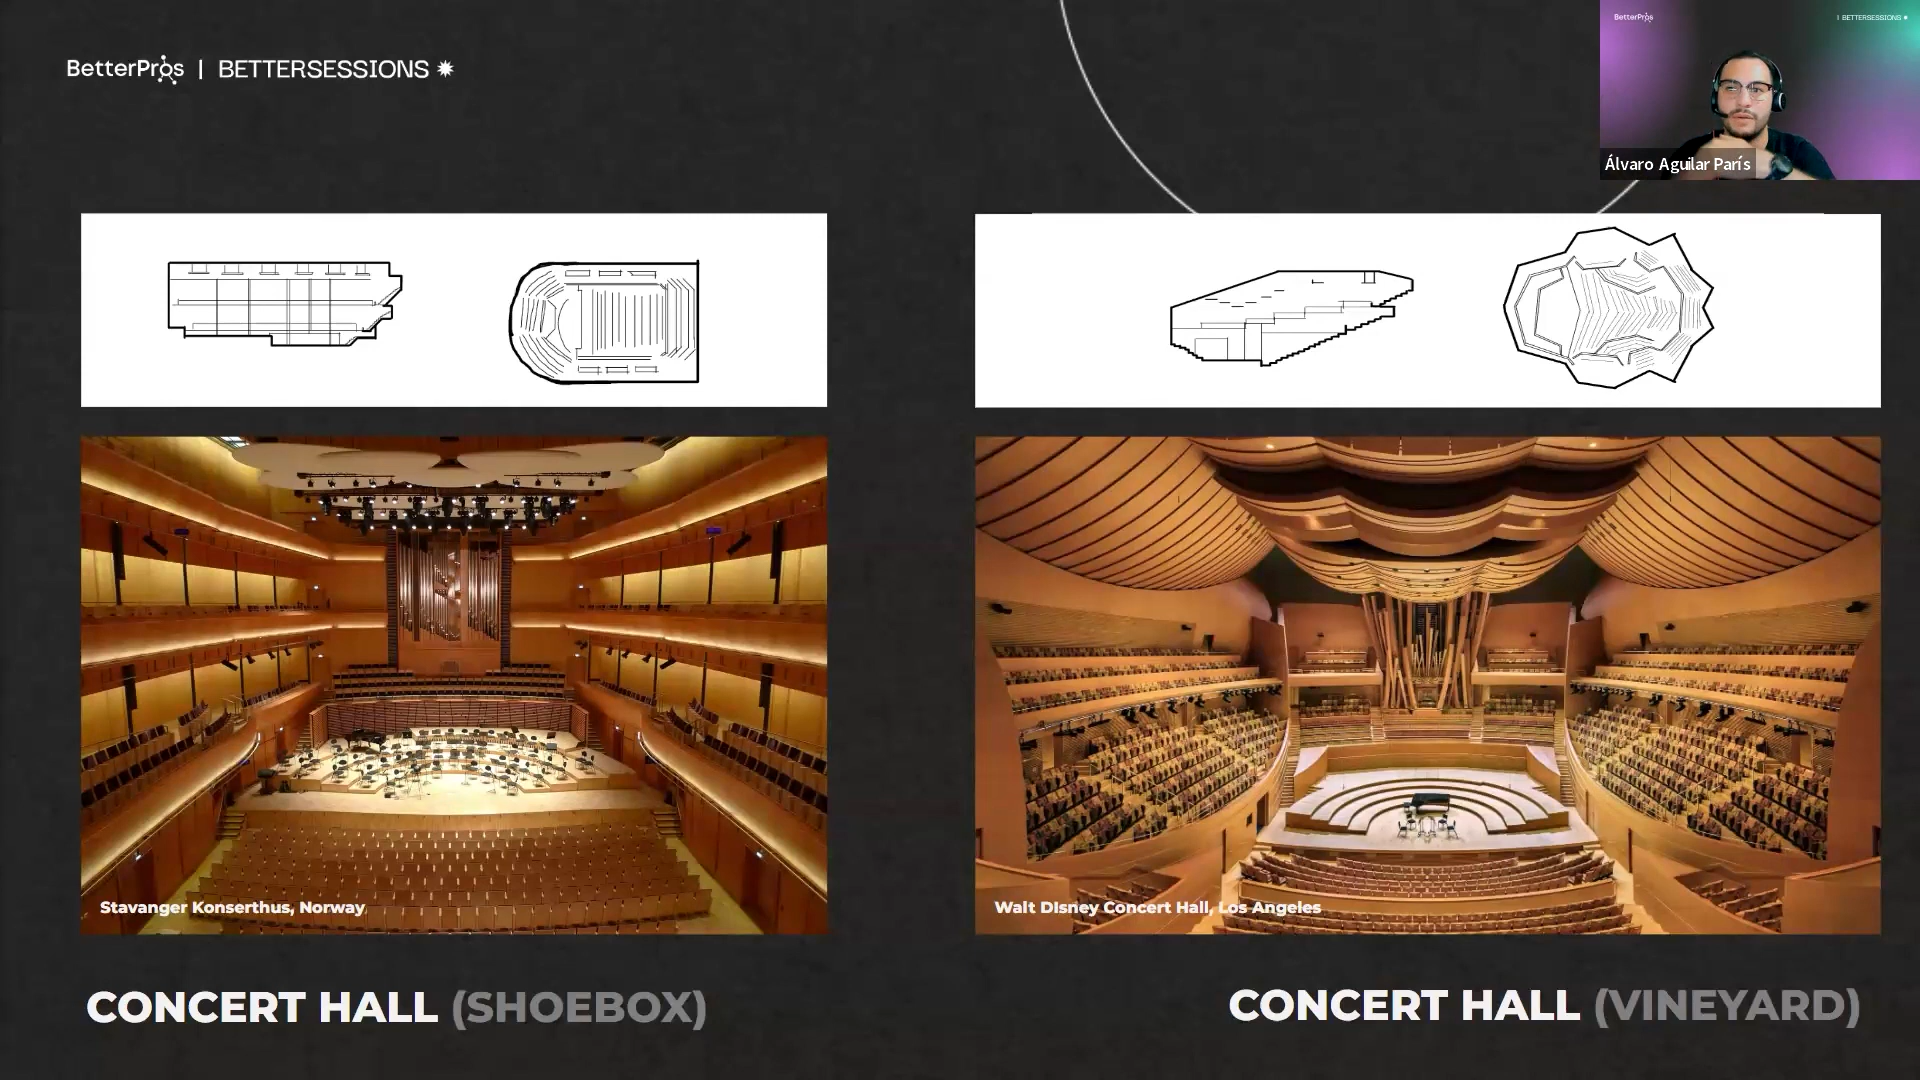 BetterPros | BETTERSESSIONS
BetterPros
| BETTERSESSIONS
Álvaro Aguilar París
Stavanger Konserthus, Norway
Walt DIsney Concert Hall, Los Angeles
CONCERT HALL (SHOEBOX)
CONCERT HALL (VINEYARD)